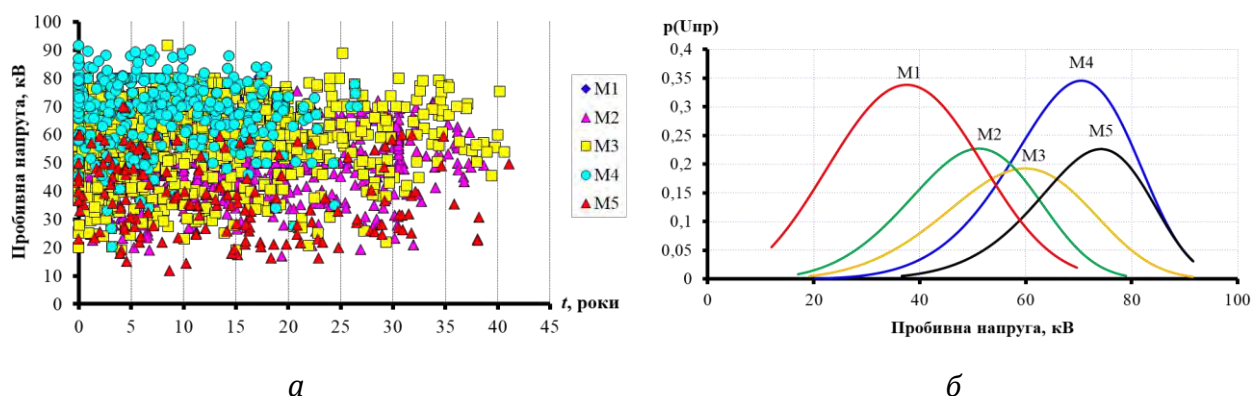 Пробивна напруга, кВ
100
90
80
70
60
50
40
30
20
10
0
0 5 10 15 20 25 30 35 40 45
t, роки
M1
M2
M3
M4
M5
а
p(Uпр)
0,4
0,35
0,3
0,25
0,2
0,15
0,1
0,05
0
M1
M2
M3
M4
M5
0 20 40 60 80 100
Пробивна напруга, кВ
б